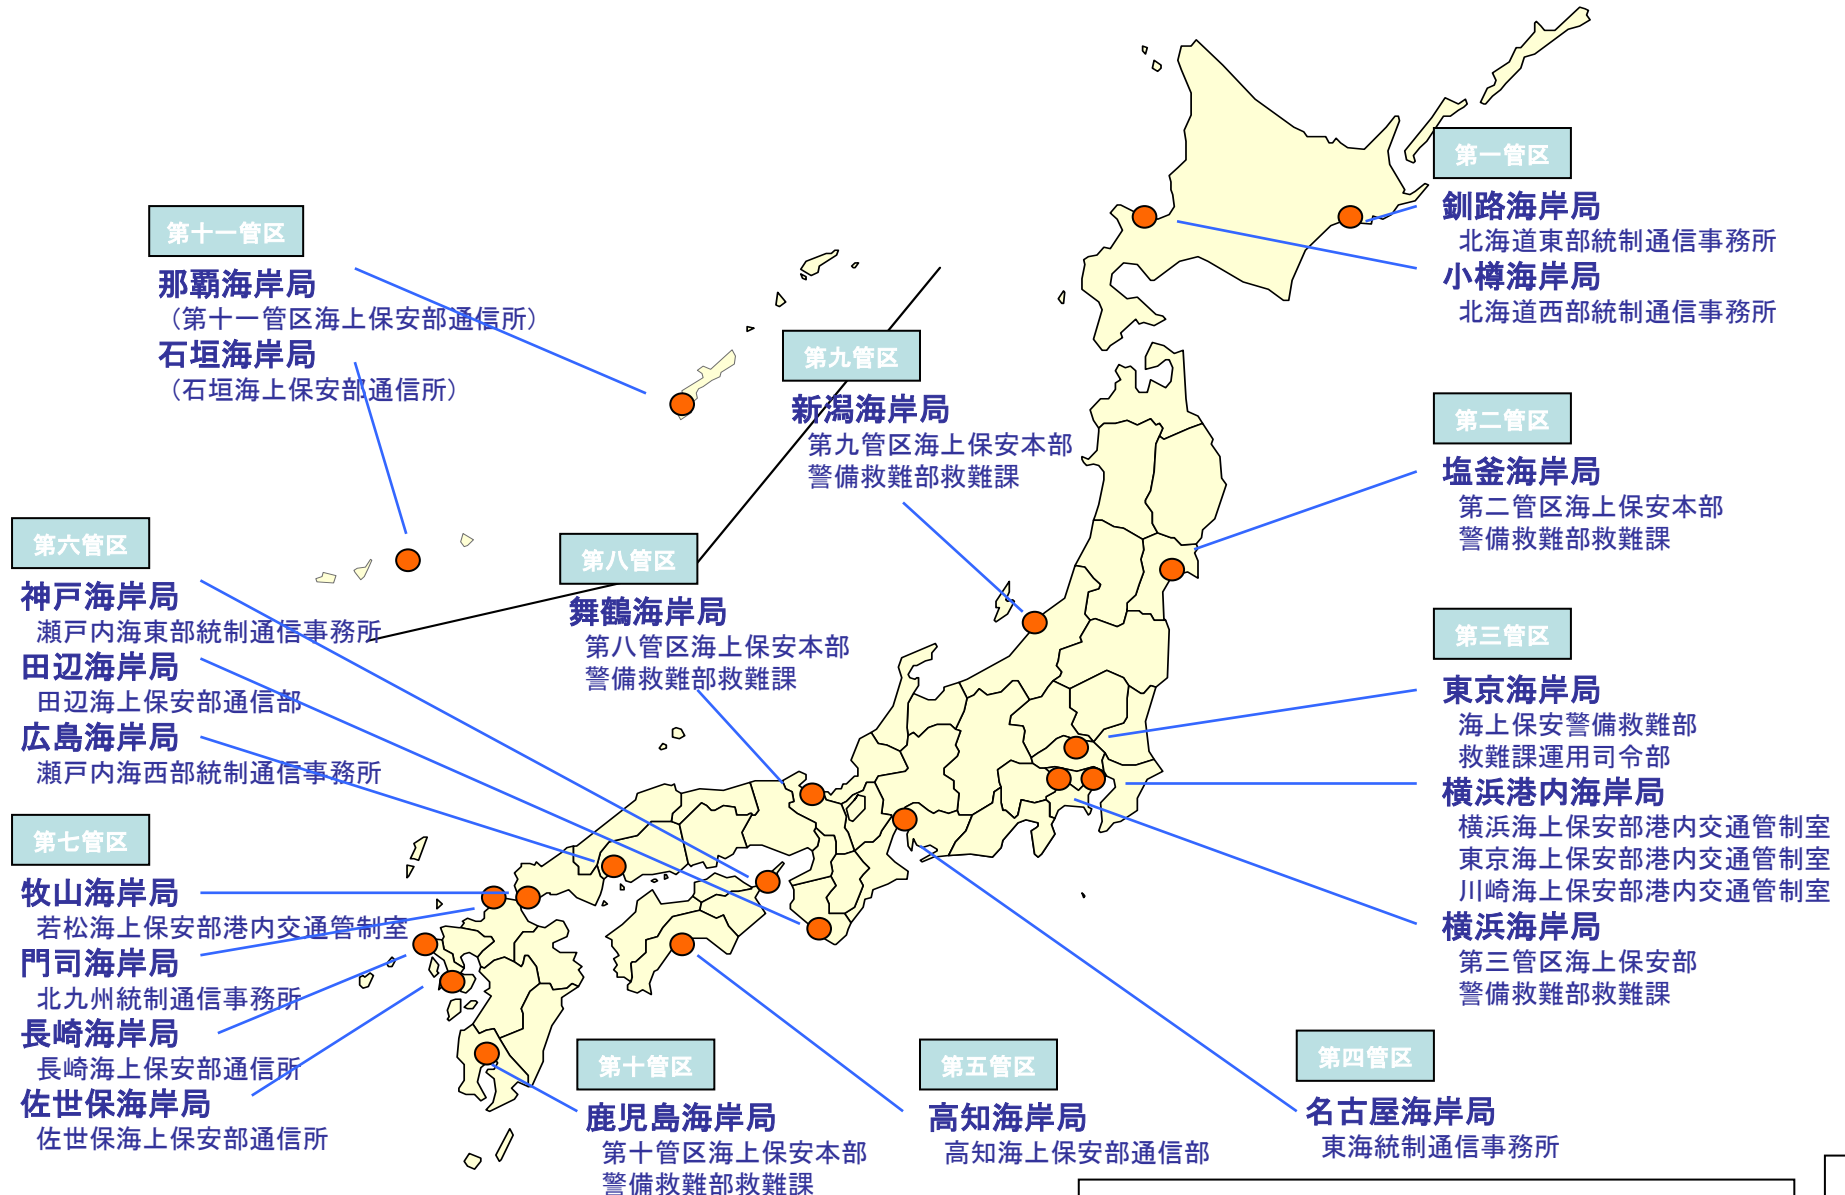 第一管区
釧路海岸局
北海道東部統制通信事務所
小樽海岸局
北海道西部統制通信事務所
第十一管区
那覇海岸局
（第十一管区海上保安部通信所）
石垣海岸局
（石垣海上保安部通信所）
第九管区
新潟海岸局
第九管区海上保安本部
警備救難部救難課
第二管区
塩釜海岸局
第二管区海上保安本部
警備救難部救難課
第六管区
神戸海岸局
瀬戸内海東部統制通信事務所
田辺海岸局
田辺海上保安部通信部
広島海岸局
瀬戸内海西部統制通信事務所
第八管区
舞鶴海岸局
第八管区海上保安本部
警備救難部救難課
第三管区
東京海岸局
海上保安警備救難部
救難課運用司令部
横浜港内海岸局
横浜海上保安部港内交通管制室
東京海上保安部港内交通管制室
川崎海上保安部港内交通管制室
横浜海岸局
第三管区海上保安部
警備救難部救難課
第七管区
牧山海岸局
若松海上保安部港内交通管制室
門司海岸局
北九州統制通信事務所
長崎海岸局
長崎海上保安部通信所
佐世保海岸局
佐世保海上保安部通信所
第十管区
鹿児島海岸局
第十管区海上保安本部
警備救難部救難課
第五管区
高知海岸局
高知海上保安部通信部
第四管区
名古屋海岸局
東海統制通信事務所